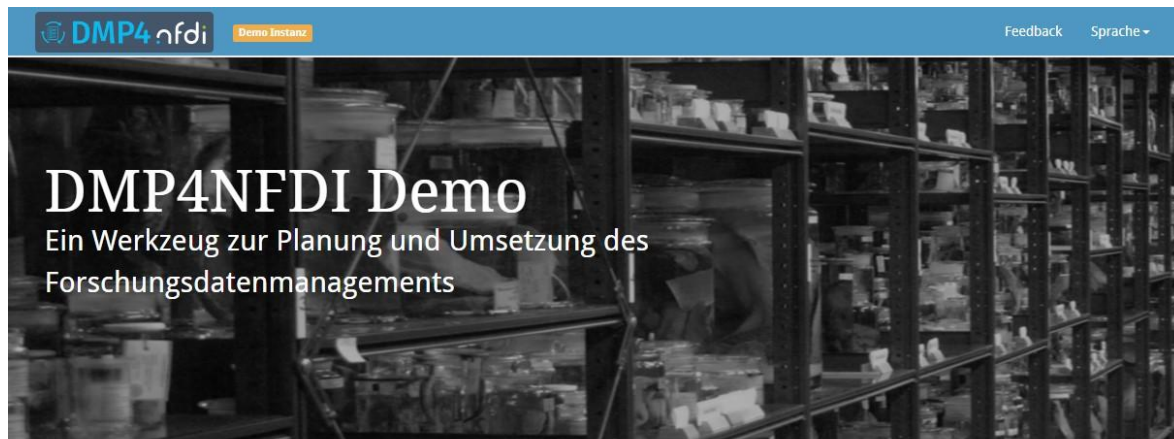 DMP4nfdi
Demo Instanz
Feedback
Sprache
DMP4NFDI Demo
Ein Werkzeug zur Planung und Umsetzung des
Forschungsdatenmanagements